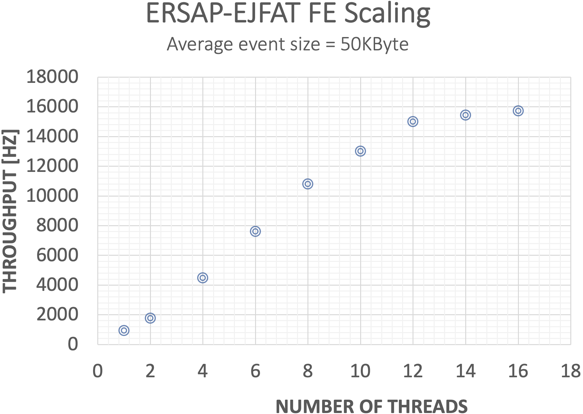 ERSAP-EJFAT FE Scaling
Average event size = 50KByte
18000
16000
14000
12000
10000
8000
6000
4000
2000
0
THROUGHPUT [HZ]
0 2 4 6 8 10 12 14 16 18
NUMBER OF THREADS